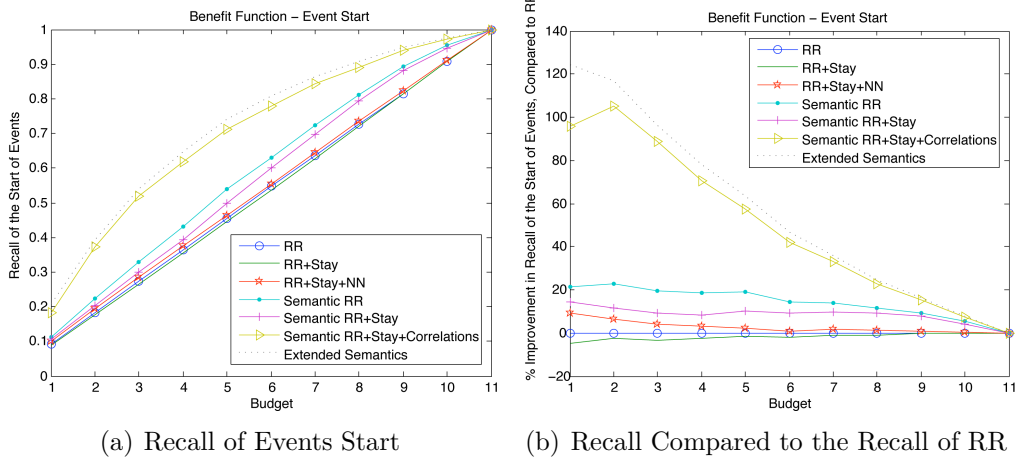 Benefit Function – Event Start
Recall of the Start of Events
1
0.9
0.8
0.7
0.6
0.5
0.4
0.3
0.2
0.1
0
RR
RR+Stay
RR+Stay+NN
Semantic RR
Semantic RR+Stay
Semantic RR+Stay+Correlations
Extended Semantics
1 2 3 4 5 6 7 8 9 10 11
Budget
(a) Recall of Events Start
Benefit Function – Event Start
% Improvement in Recall of the Start of Events, Compared to RR
140
120
100
80
60
40
20
0
−20
RR
RR+Stay
RR+Stay+NN
Semantic RR
Semantic RR+Stay
Semantic RR+Stay+Correlations
Extended Semantics
1 2 3 4 5 6 7 8 9 10 11
Budget
(b) Recall Compared to the Recall of RR